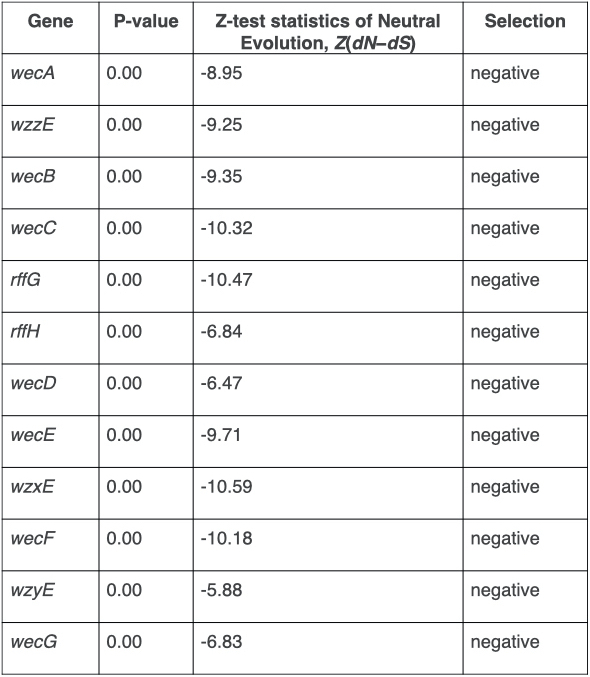 Gene P-value Z-test statistics of Neutral Selection
Evolution, Z(dN–dS)
wecA 0.00 -8.95 negative
wzzE 0.00 -9.25 negative
wecB 0.00 -9.35 negative
wecC 0.00 -10.32 negative
rffG 0.00 -10.47 negative
rffH 0.00 -6.84 negative
wecD 0.00 -6.47 negative
wecE 0.00 -9.71 negative
wzxE 0.00 -10.59 negative
wecF 0.00 -10.18 negative
wzyE 0.00 -5.88 negative
wecG 0.00 -6.83 negative